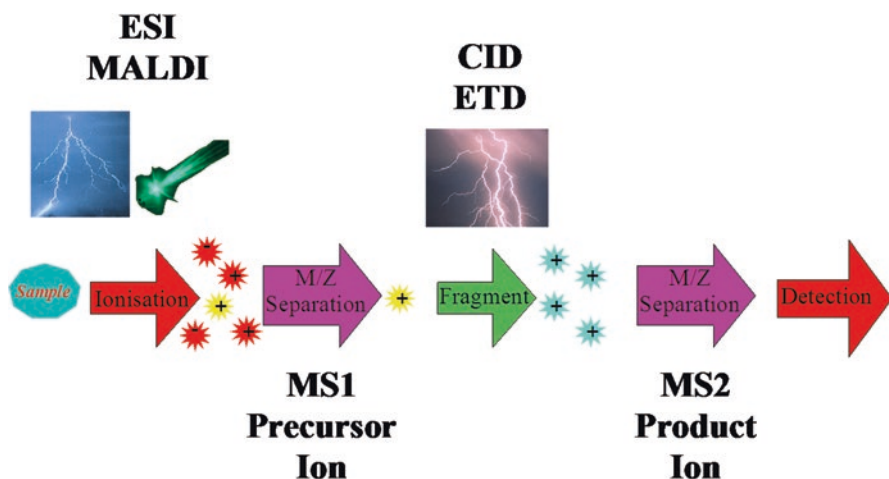 ESI
MALDI
CID
ETD
Sample
Ionisation
-
+
+
-
+
M/Z
Separation
+
Fragment
+
+
+
+
M/Z
Separation
Detection
MS1
Precursor
Ion
MS2
Product
Ion